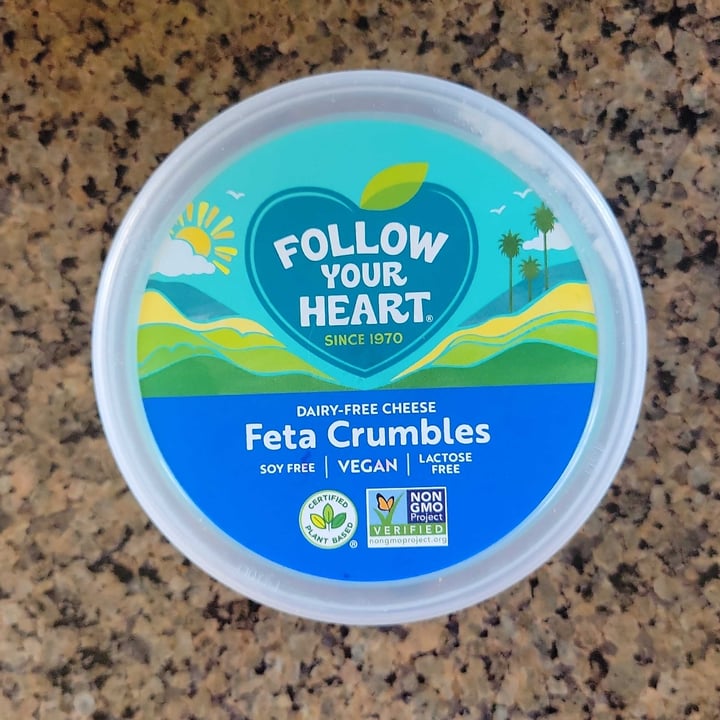 FOLLOW
YOUR
HEART®
SINCE 1970
DAIRY-FREE CHEESE
Feta Crumbles
SOY FREE | VEGAN | LACTOSE FREE
CERTIFIED
PLANT BASED ®
NON
GMO
Project
VERIFIED
nongmoproject.org